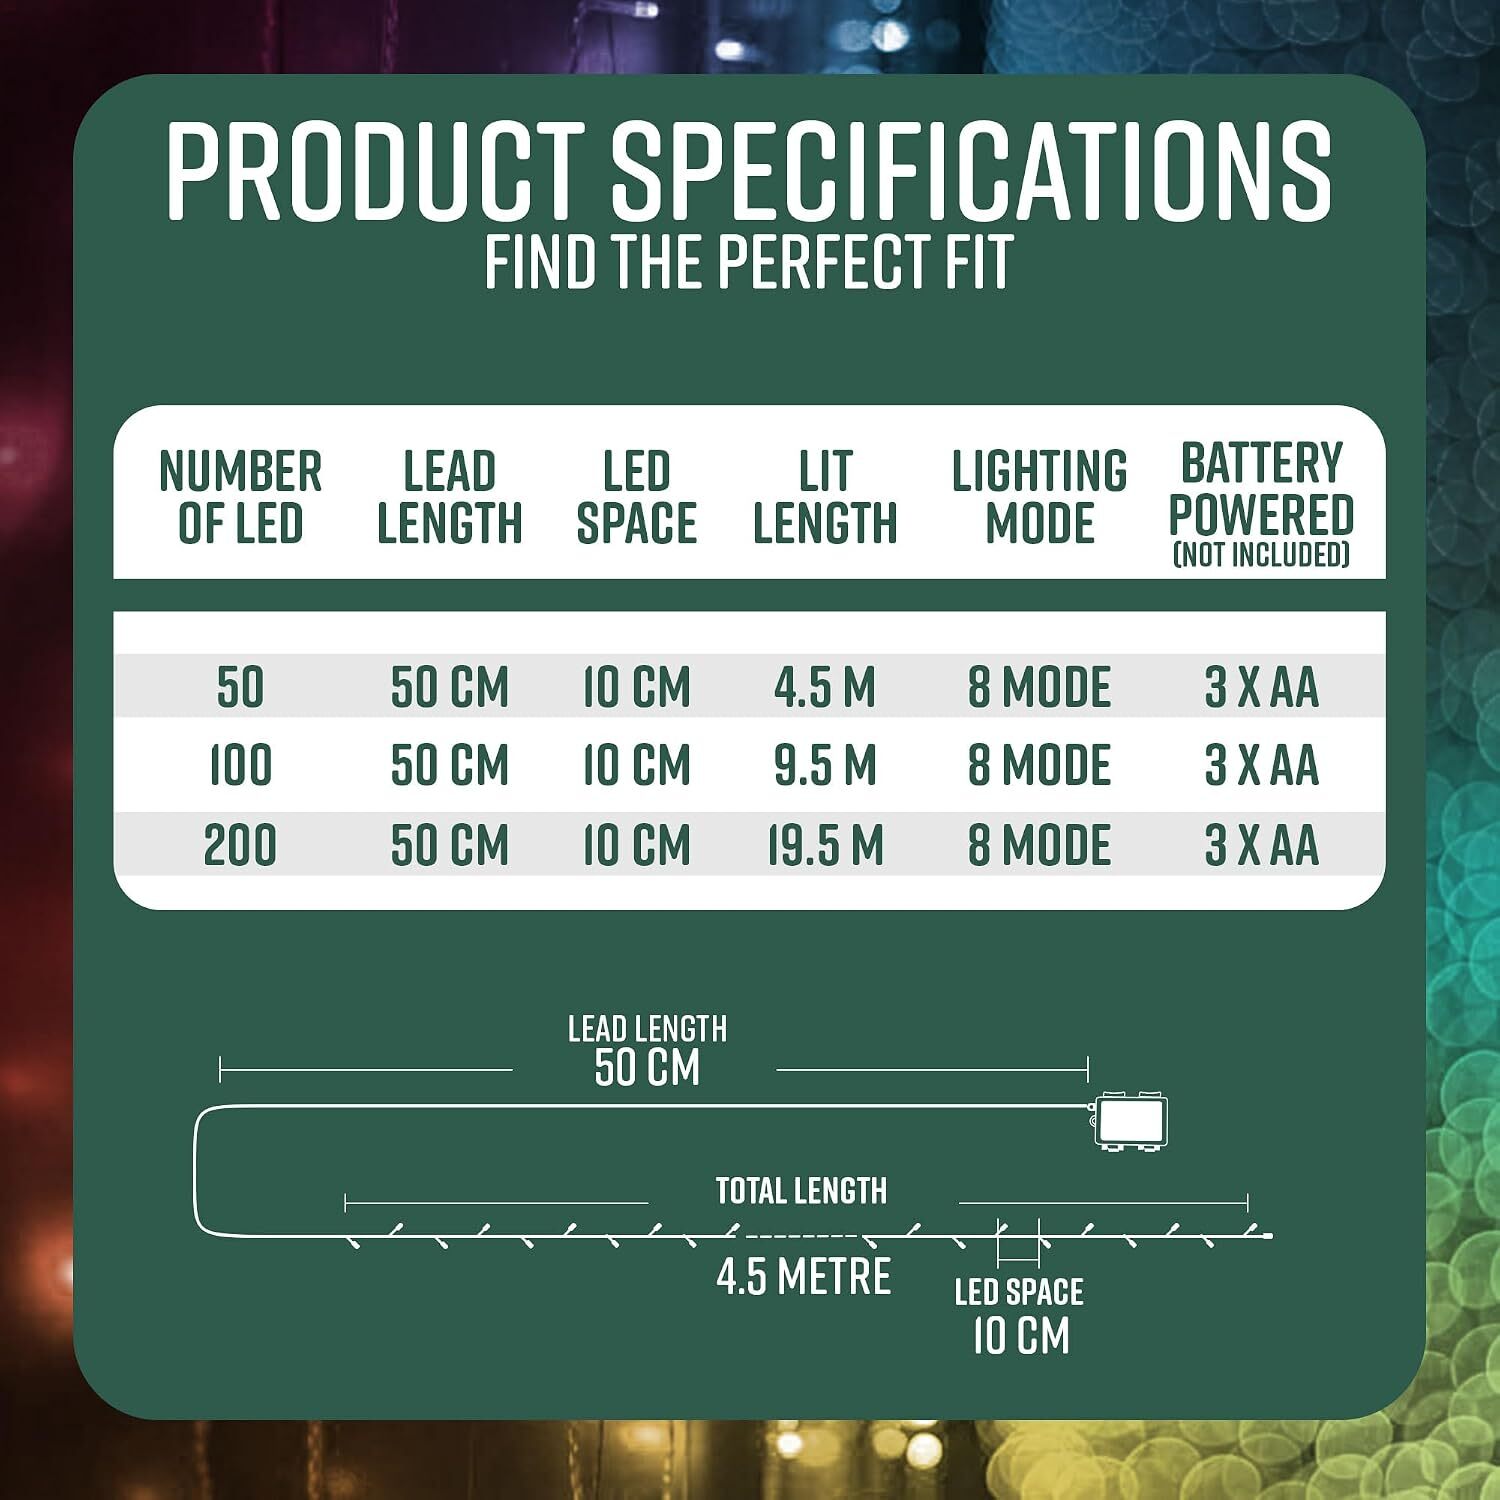 PRODUCT SPECIFICATIONS
FIND THE PERFECT FIT
NUMBER OF LED
LEAD LENGTH
LED SPACE
LIT LENGTH
LIGHTING MODE
BATTERY POWERED (NOT INCLUDED)
50 50 CM 10 CM 4.5 M 8 MODE 3 X AA
100 50 CM 10 CM 9.5 M 8 MODE 3 X AA
200 50 CM 10 CM 19.5 M 8 MODE 3 X AA
LEAD LENGTH
50 CM
TOTAL LENGTH
4.5 METRE
LED SPACE
10 CM